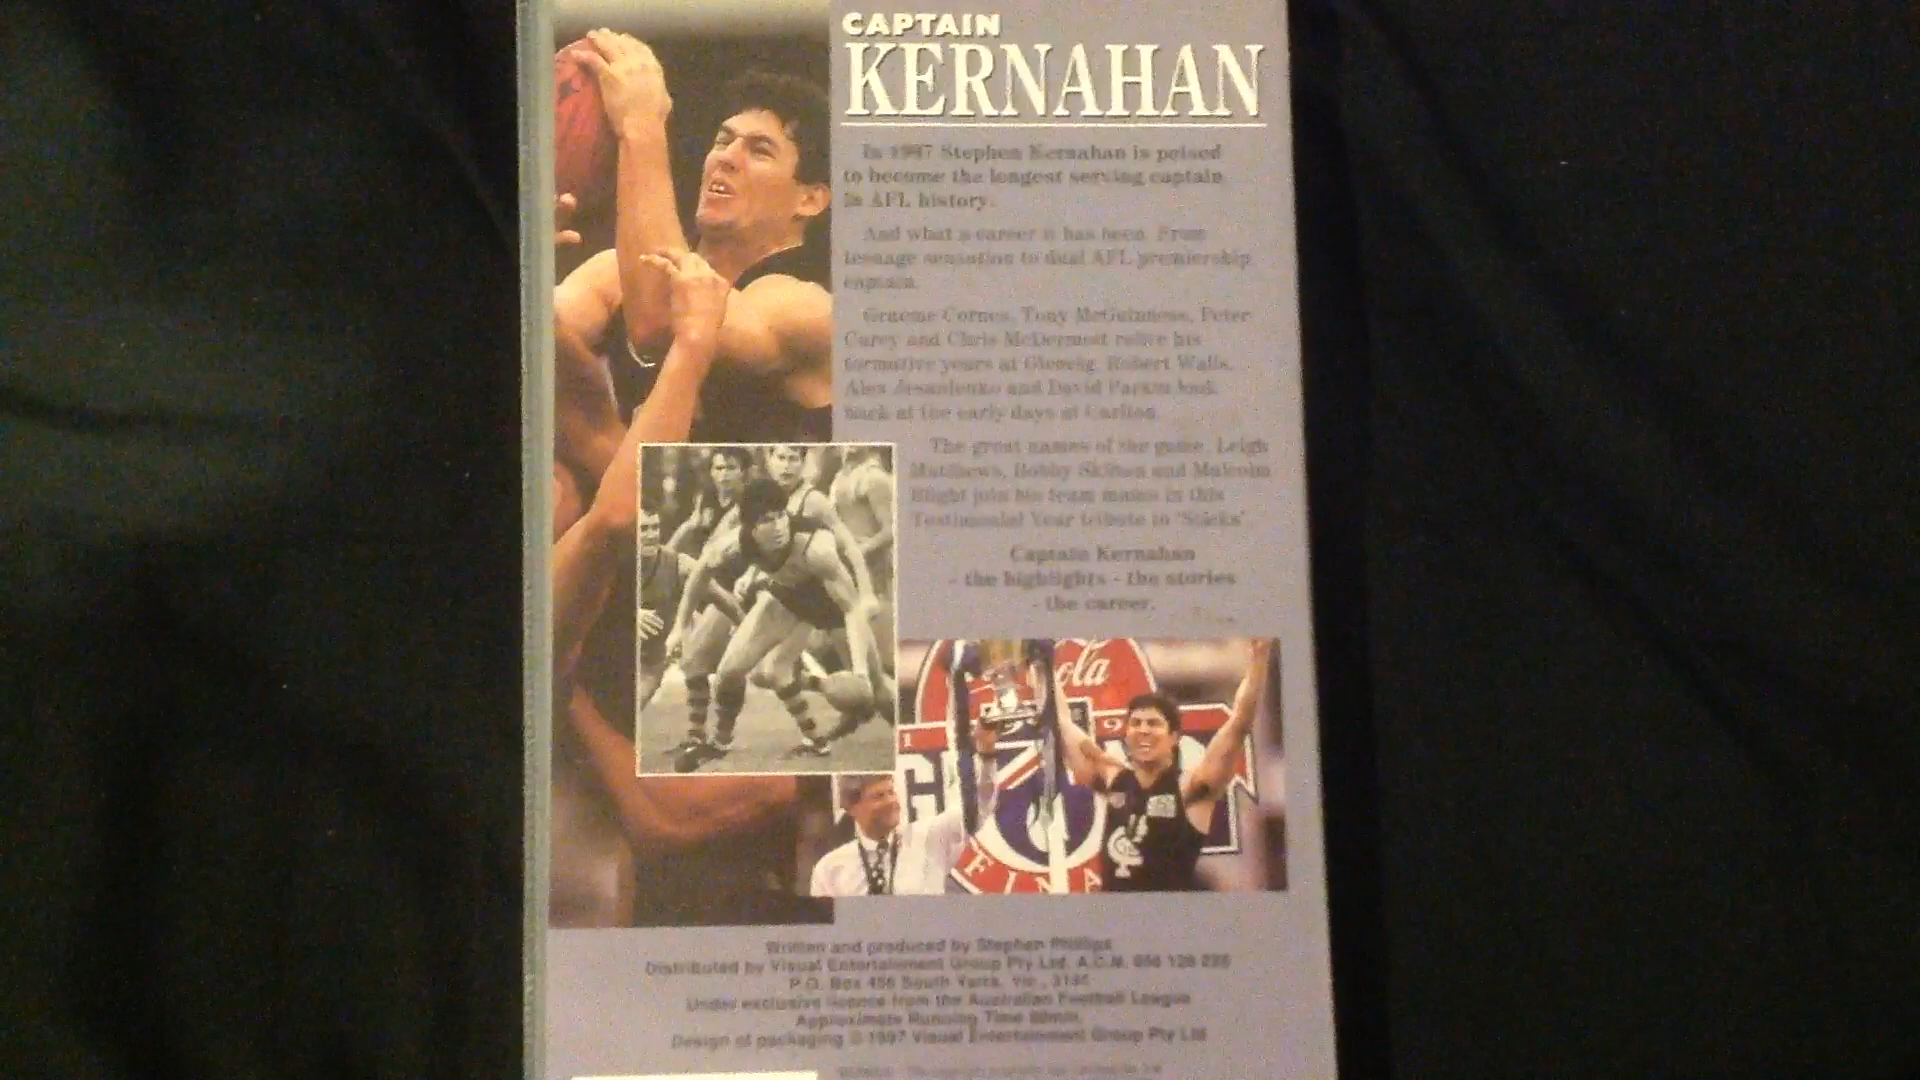 CAPTAIN
KERNAHAN
In 1997 Stephen Kernahan is poised
to become the longest serving captain
in AFL history.
And what a career it has been. From
teenage sensation to dual AFL premiership
captain.
Graeme Cornes, Tony McGuinness, Peter
Carey and Chris McDermott relive his
formative years at Glenelg. Robert Walls,
Alex Jesaulenko and David Parkin look
back at the early days at Carlton.
The great names of the game, Leigh
Matthews, Bobby Skilton and Malcolm
Blight join his team mates in this
Testimonial Year tribute to 'Sticks'
Captain Kernahan
- the highlights - the stories
- the career.
ola
1 9
G
FINA
Written and produced by Stephen Phillips
Distributed by Visual Entertainment Group Pty Ltd. A.C.N.
P.O. Box 456 South Yarra, Vic.,
Under exclusive licence from the Australian Football League
Approximate Running Time
Design of packaging © 1997 Visual Entertainment Group Pty Ltd